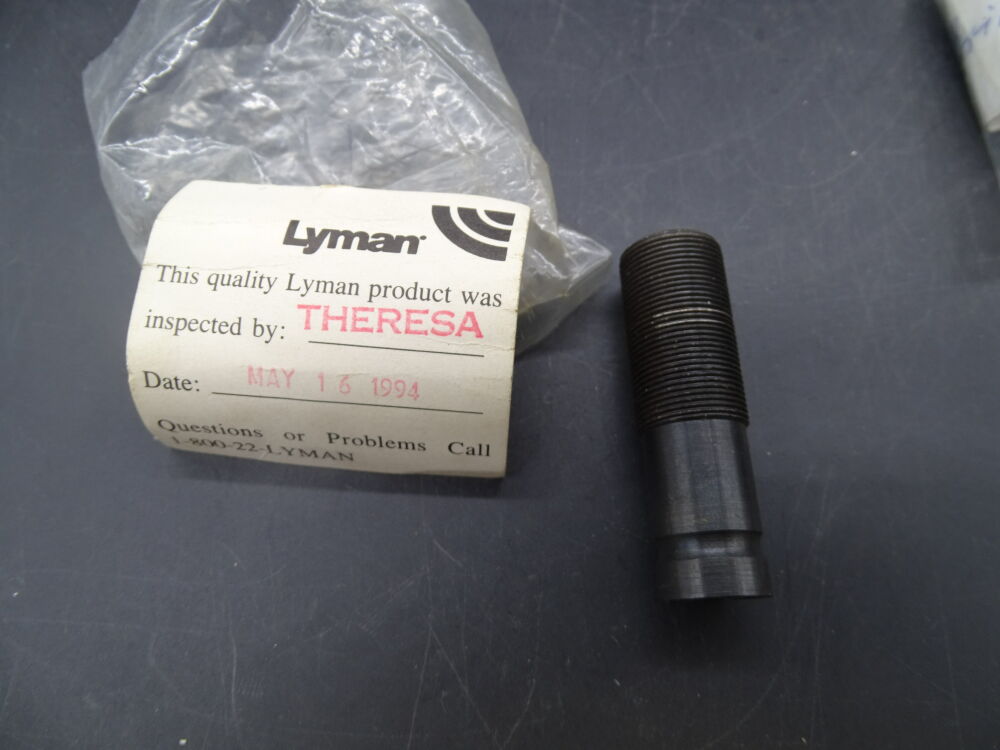 Lyman
This quality Lyman product was
inspected by: THERESA
Date: MAY 16 1994
Questions or Problems Call
1-800-22-LYMAN